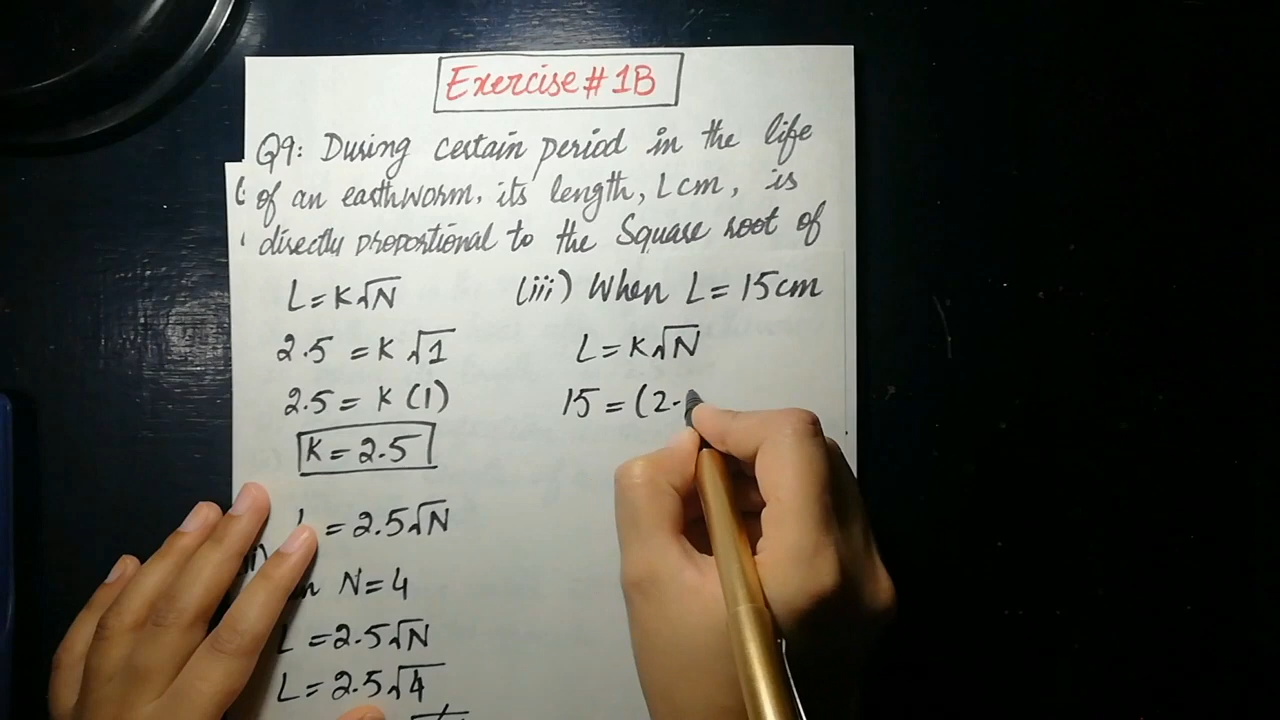 Exercise # 1B
Q9: During certain period in the life
of an earthworm, its length, L cm, is
directly proportional to the Square root of
L = K√N
2.5 = K √1
2.5 = K (1)
K = 2.5
= 2.5√N
N = 4
L = 2.5√N
L = 2.5√4
(iii) When L = 15cm
L = K√N
15 = (2.